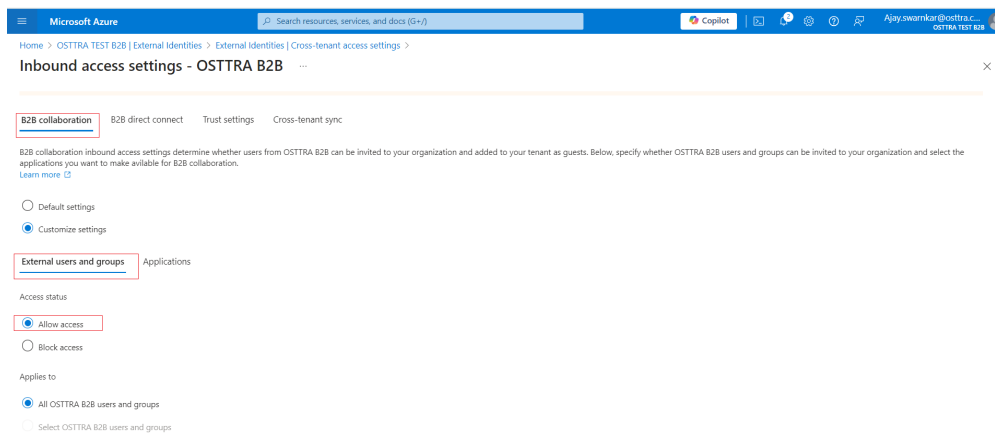 Microsoft Azure
Search resources, services, and docs (G+/)
Copilot
2
Ajay.swarnkar@osttra.c...
OSTTRA TEST B2B
Home > OSTTRA TEST B2B | External Identities > External Identities | Cross-tenant access settings >
Inbound access settings - OSTTRA B2B ...
B2B collaboration B2B direct connect Trust settings Cross-tenant sync
B2B collaboration inbound access settings determine whether users from OSTTRA B2B can be invited to your organization and added to your tenant as guests. Below, specify whether OSTTRA B2B users and groups can be invited to your organization and select the
applications you want to make avilable for B2B collaboration.
Learn more
Default settings
Customize settings
External users and groups Applications
Access status
Allow access
Block access
Applies to
All OSTTRA B2B users and groups
Select OSTTRA B2B users and groups